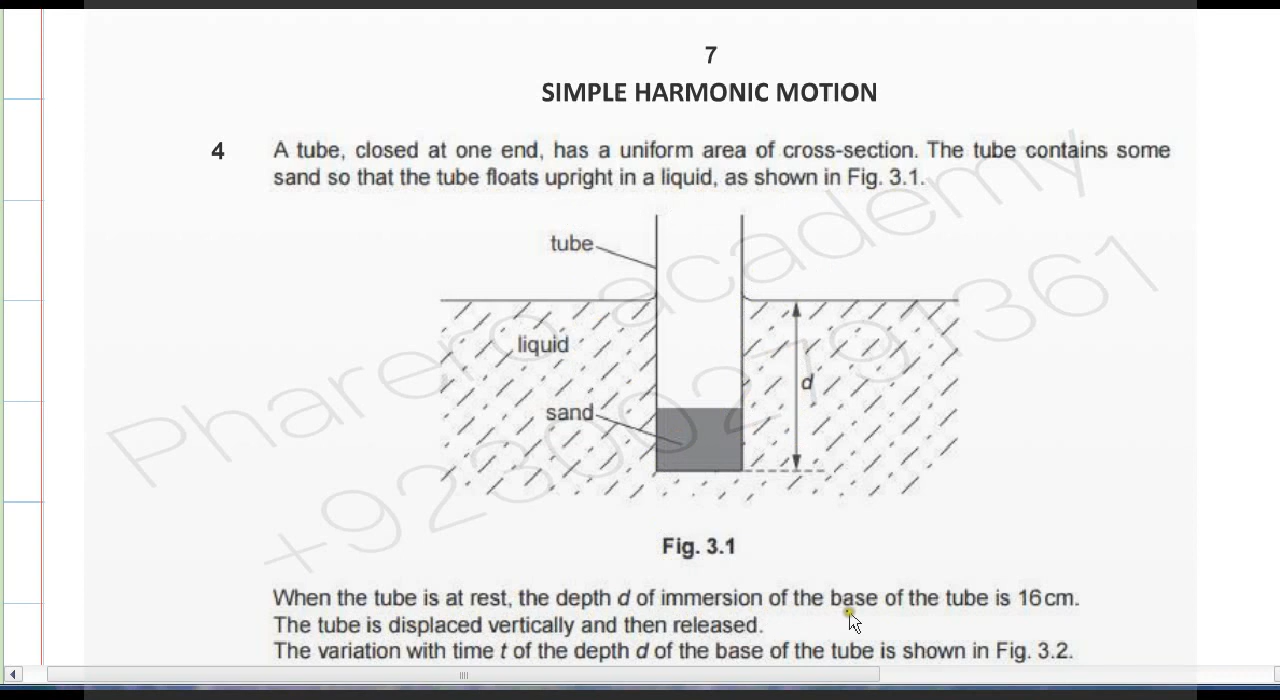 7
SIMPLE HARMONIC MOTION
4 A tube, closed at one end, has a uniform area of cross-section. The tube contains some
sand so that the tube floats upright in a liquid, as shown in Fig. 3.1.
tube
liquid
d
sand
Pharero academy
+923002791361
Fig. 3.1
When the tube is at rest, the depth d of immersion of the base of the tube is 16 cm.
The tube is displaced vertically and then released.
The variation with time t of the depth d of the base of the tube is shown in Fig. 3.2.